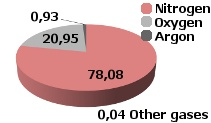 Nitrogen
Oxygen
Argon
0,93
20,95
78,08
0,04 Other gases